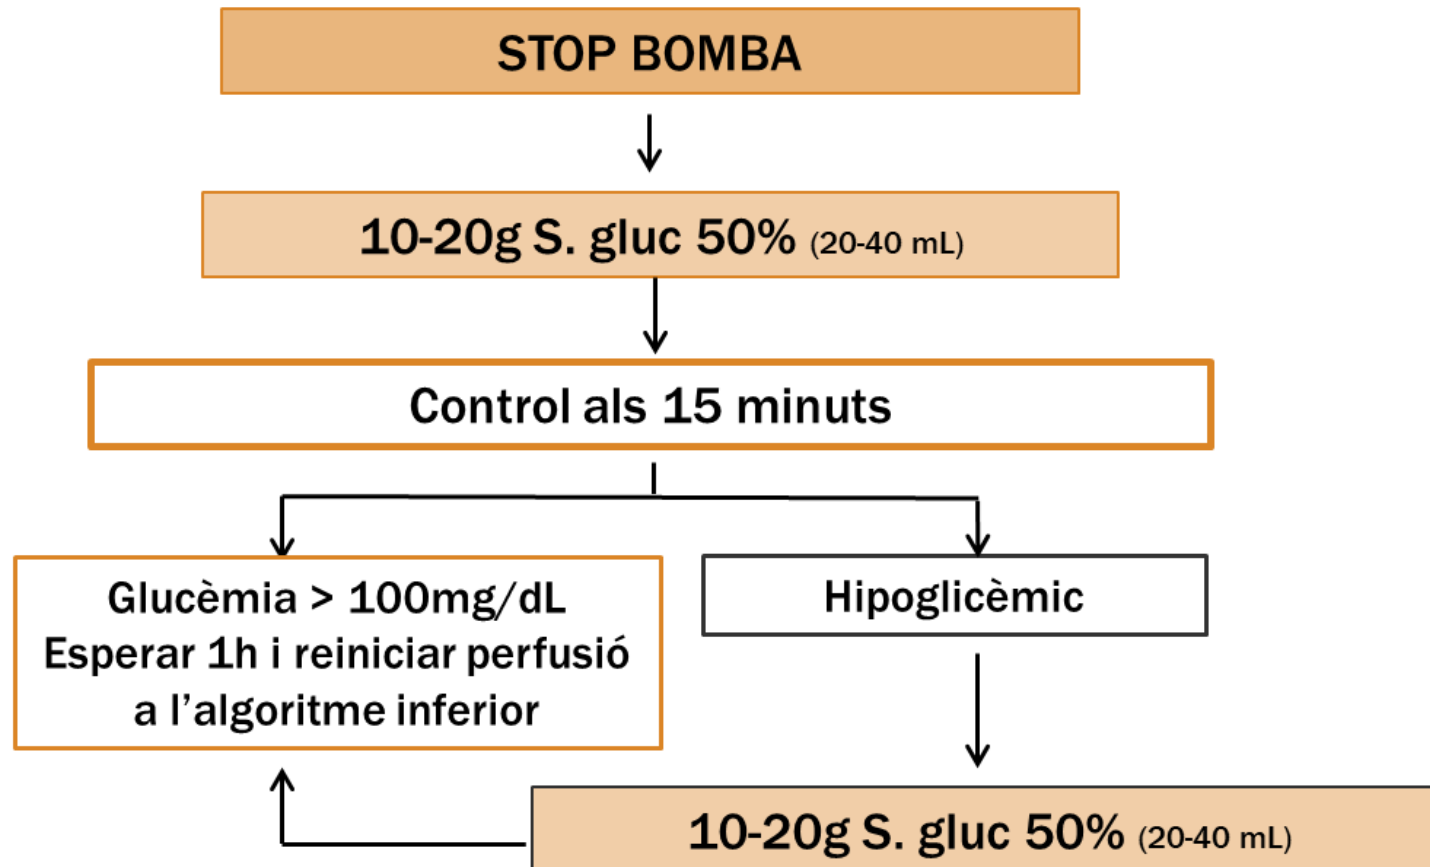 STOP BOMBA
10-20g S. gluc 50% (20-40 mL)
Control als 15 minuts
Glucèmia > 100mg/dL
Esperar 1h i reiniciar perfusió
a l’algoritme inferior
Hipoglicèmic
10-20g S. gluc 50% (20-40 mL)